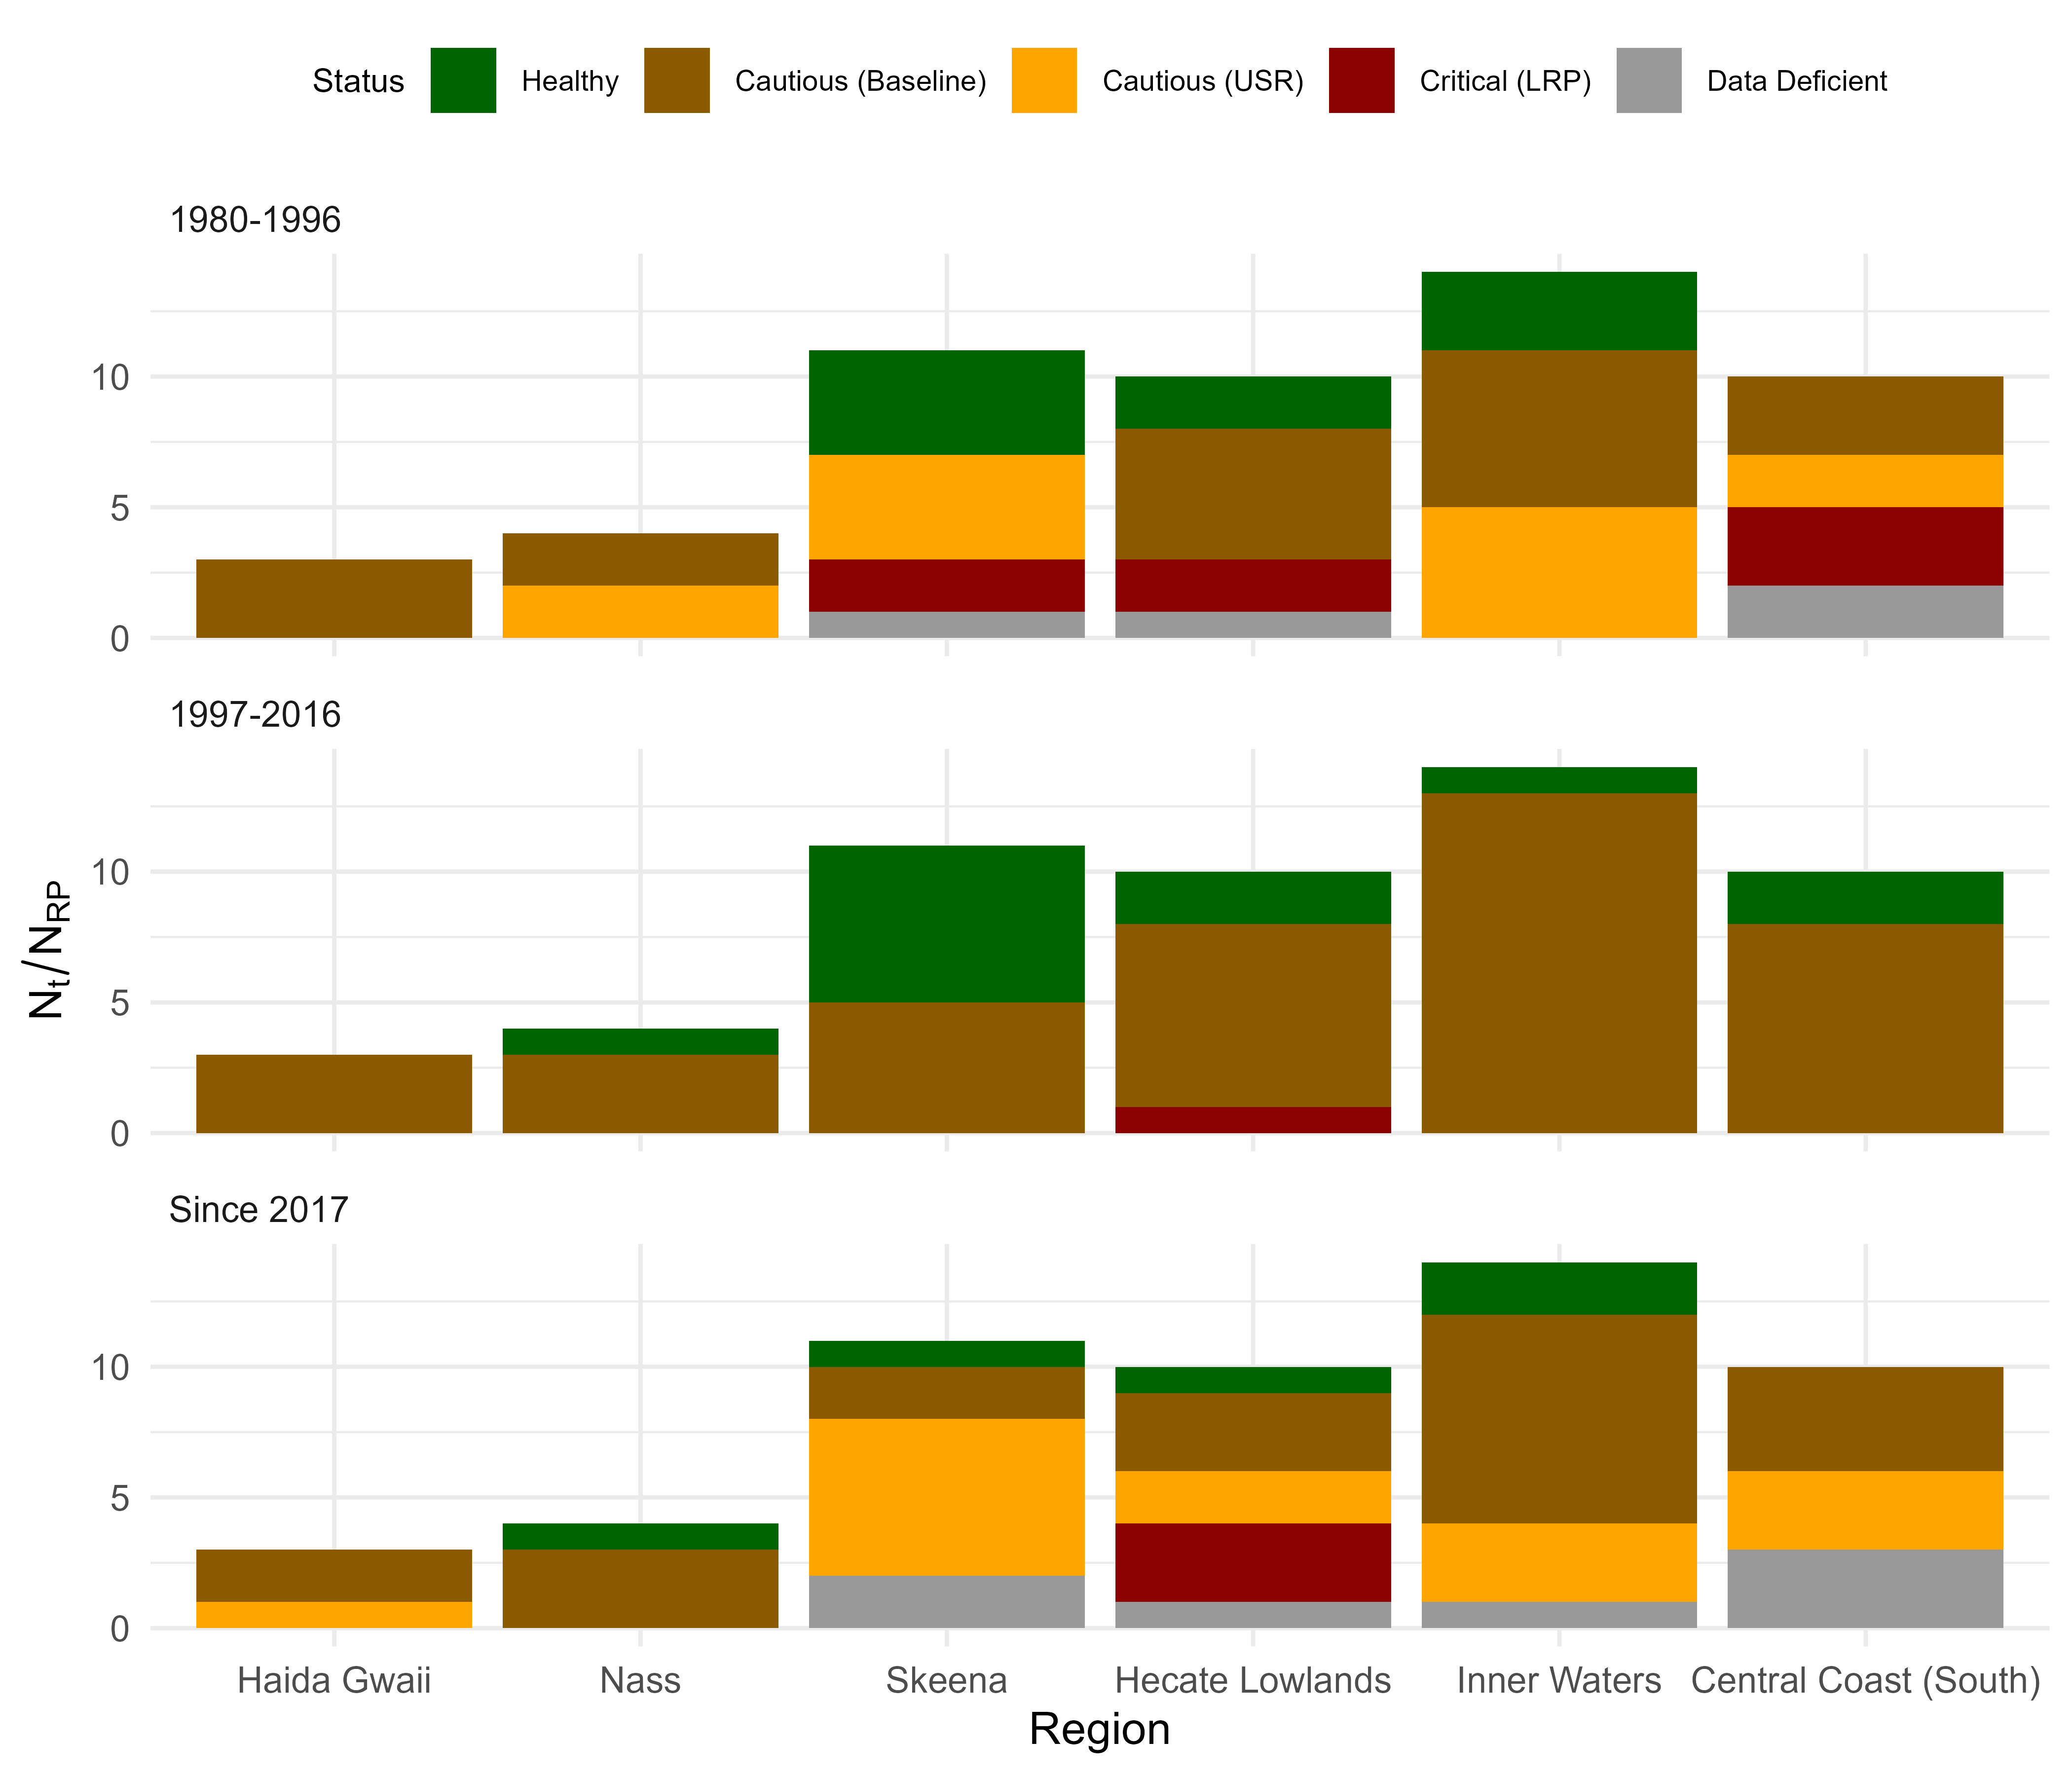 Status Healthy Cautious (Baseline) Cautious (USR) Critical (LRP) Data Deficient
1980-1996
10
5
0
1997-2016
10
5
0
Nt/NRP
Since 2017
10
5
0
Haida Gwaii Nass Skeena Hecate Lowlands Inner Waters Central Coast (South)
Region